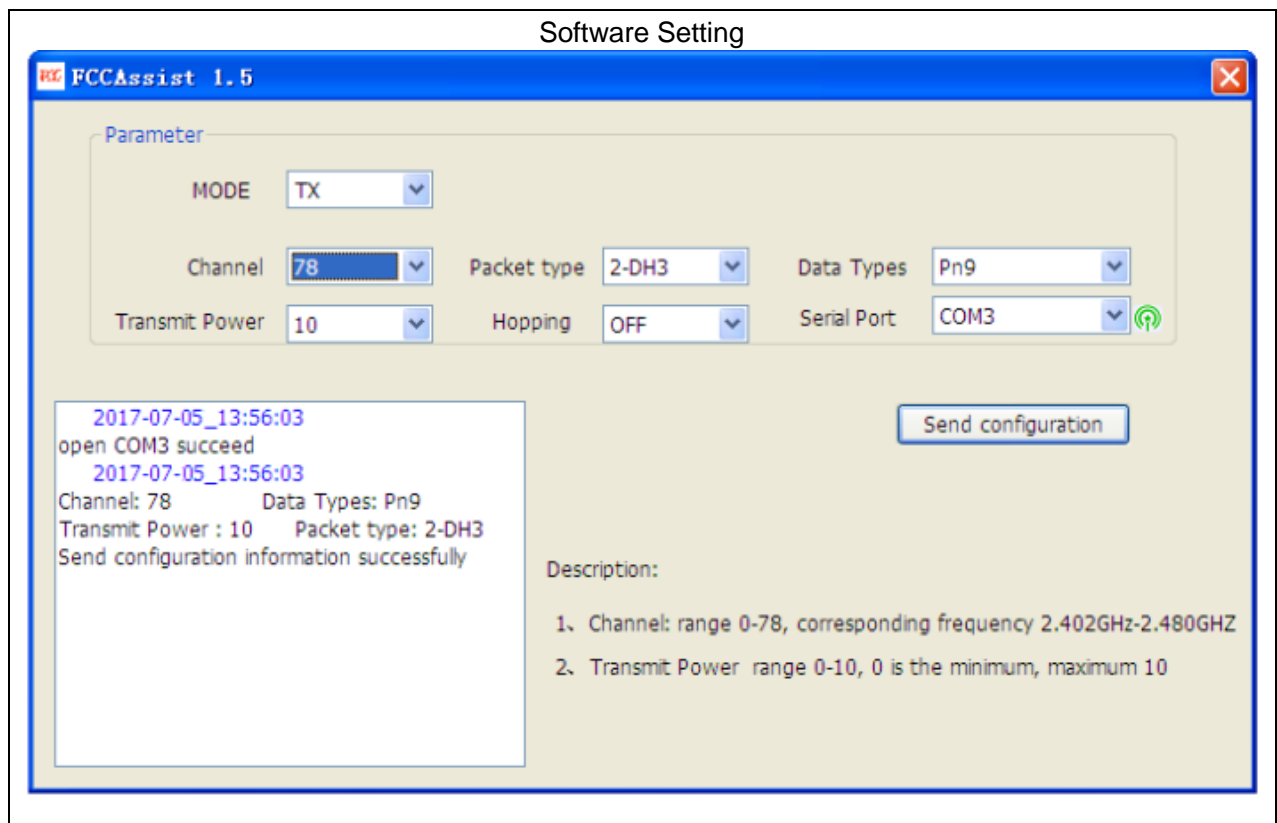 Software Setting
FCC FCCAssist 1.5
Parameter
MODE TX
Channel 78 Packet type 2-DH3 Data Types Pn9
Transmit Power 10 Hopping OFF Serial Port COM3
2017-07-05_13:56:03
open COM3 succeed
2017-07-05_13:56:03
Channel: 78 Data Types: Pn9
Transmit Power : 10 Packet type: 2-DH3
Send configuration information successfully
Send configuration
Description:
1、Channel: range 0-78, corresponding frequency 2.402GHz-2.480GHZ
2、Transmit Power range 0-10, 0 is the minimum, maximum 10